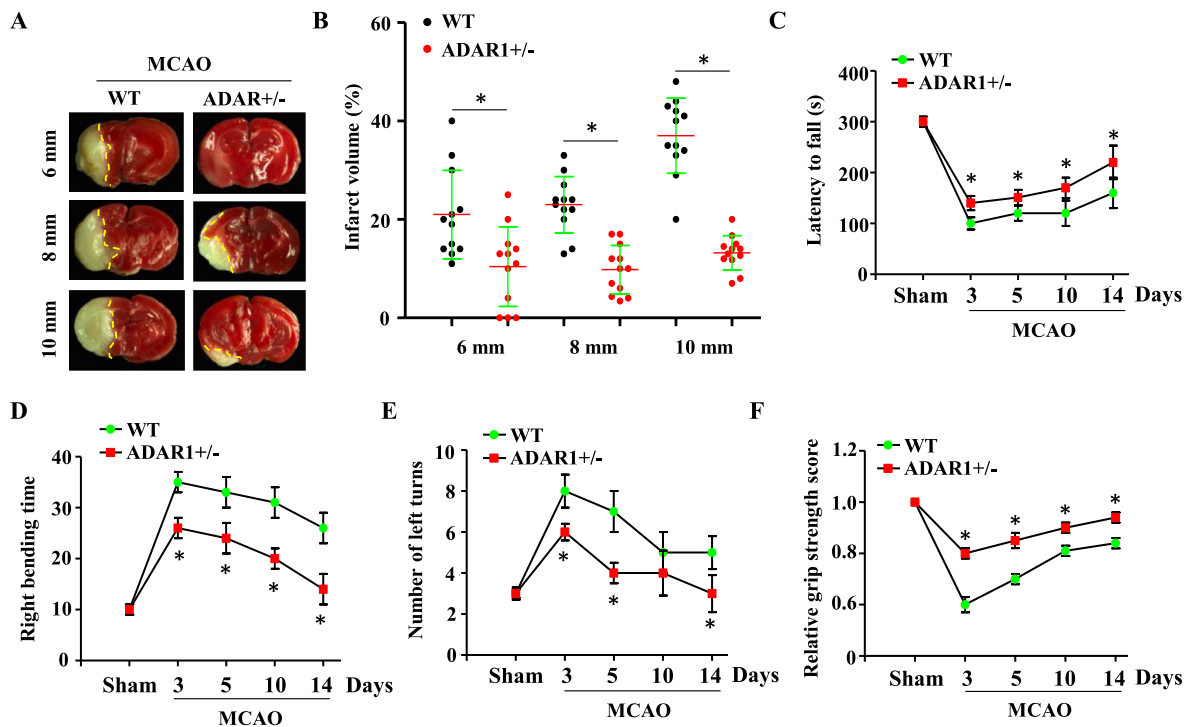 A
MCAO
WT ADAR+/-
6 mm
8 mm
10 mm
B
WT
ADAR1+/-
Infarct volume (%)
60
40
20
0
* * *
6 mm 8 mm 10 mm
C
WT
ADAR1+/-
Latency to fall (s)
400
300
200
100
0
* * * *
Sham 3 5 10 14 Days
MCAO
D
WT
ADAR1+/-
Right bending time
40
30
20
10
0
* * * *
Sham 3 5 10 14 Days
MCAO
E
WT
ADAR1+/-
Number of left turns
10
8
6
4
2
0
* * *
Sham 3 5 10 14 Days
MCAO
F
WT
ADAR1+/-
Relative grip strength score
1.2
1.0
0.8
0.6
0
* * * *
Sham 3 5 10 14 Days
MCAO